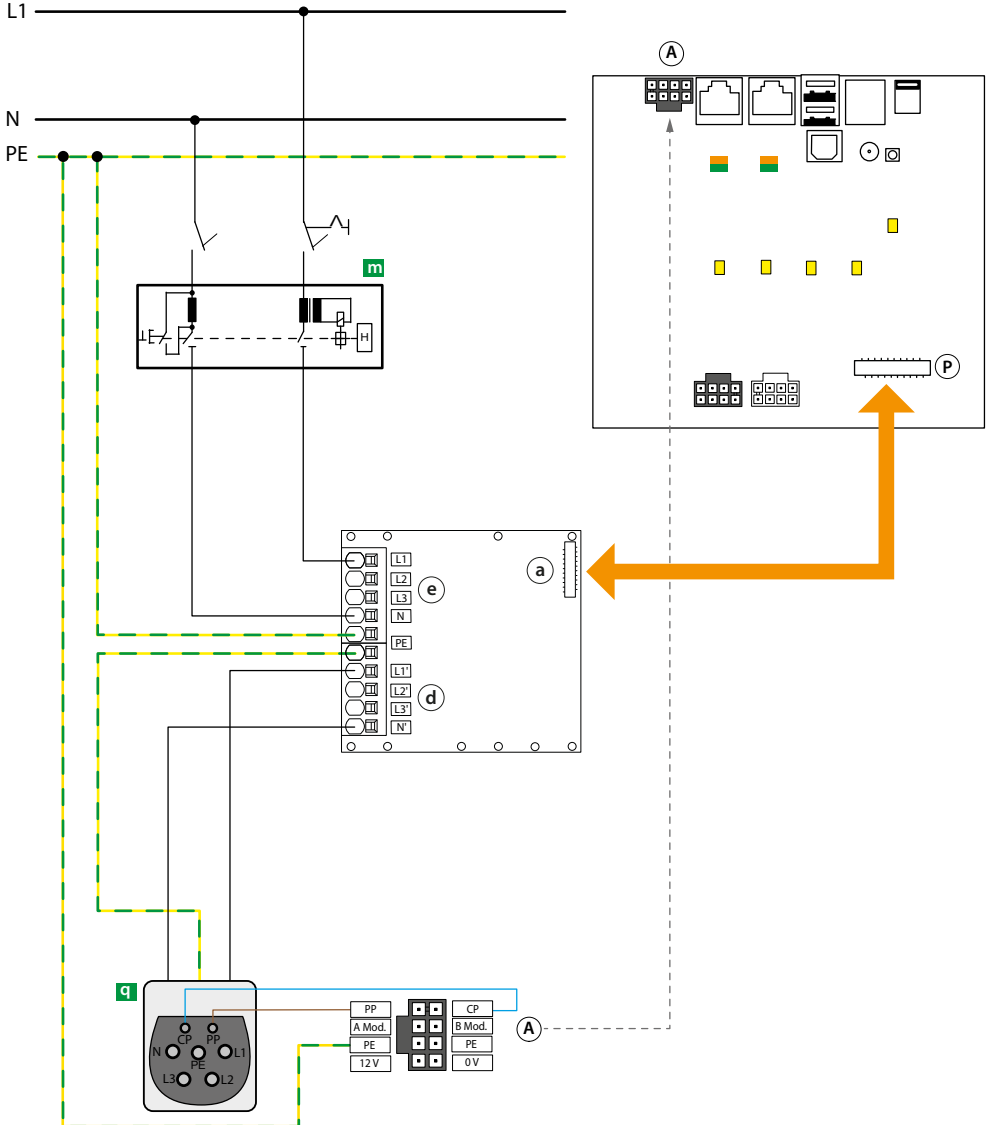 L1
A
N
PE
m
H
P
L1
a
L2
e
L3
N
PE
L1'
L2'
d
L3'
N'
q
PP CP
CP PP
A Mod. B Mod.
A
N L1
PE
PE PE
12 V 0 V
L3 L2